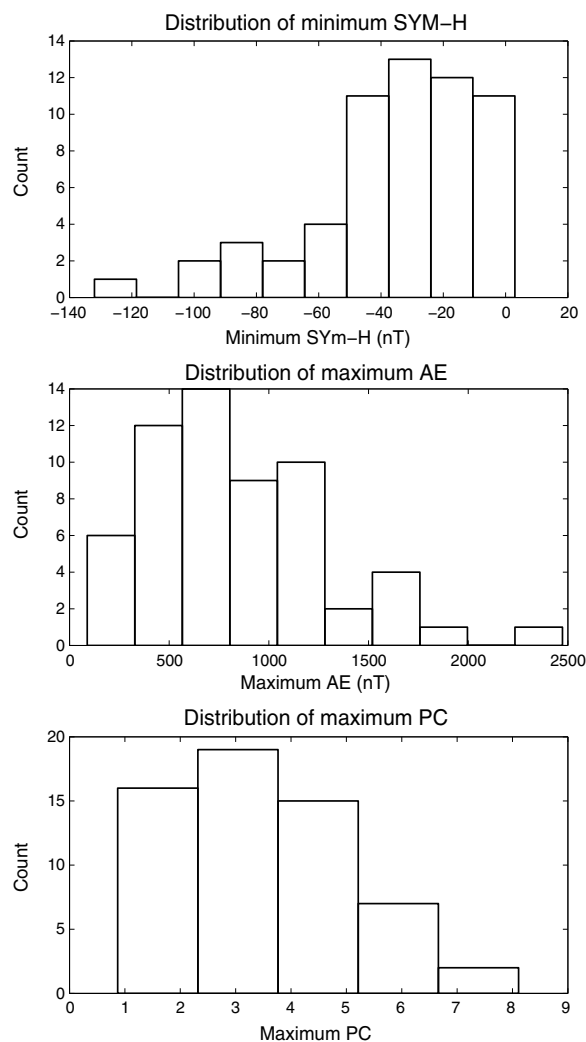 Distribution of minimum SYM−H
14
12
10
8
6
4
2
0
Count
−140 −120 −100 −80 −60 −40 −20 0 20
Minimum SYm−H (nT)
Distribution of maximum AE
14
12
10
8
6
4
2
0
Count
0 500 1000 1500 2000 2500
Maximum AE (nT)
Distribution of maximum PC
20
15
10
5
0
Count
0 1 2 3 4 5 6 7 8 9
Maximum PC